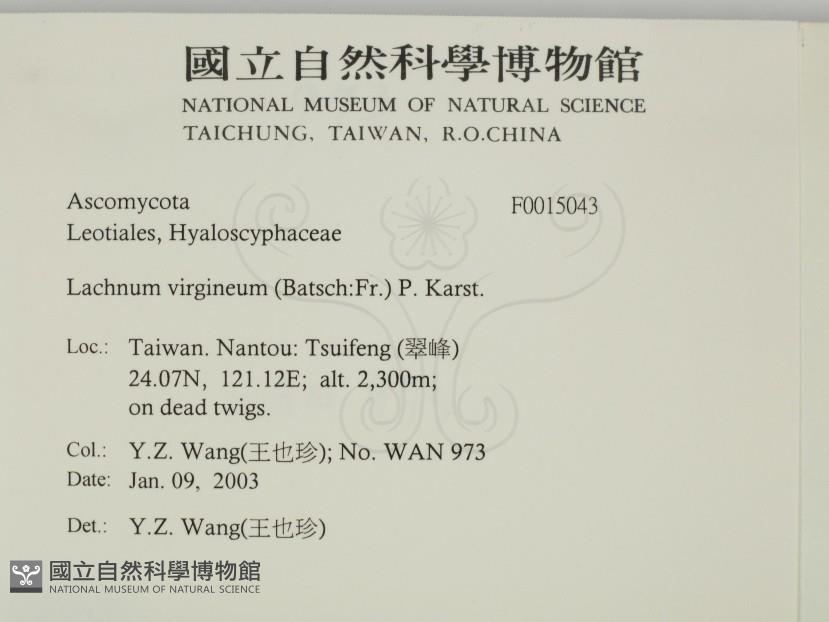 國立自然科學博物館
NATIONAL MUSEUM OF NATURAL SCIENCE
TAICHUNG, TAIWAN, R.O.CHINA
Ascomycota F0015043
Leotiales, Hyaloscyphaceae
Lachnum virgineum (Batsch:Fr.) P. Karst.
Loc.: Taiwan. Nantou: Tsuifeng (翠峰)
24.07N, 121.12E; alt. 2,300m;
on dead twigs.
Col.: Y.Z. Wang(王也珍); No. WAN 973
Date: Jan. 09, 2003
Det.: Y.Z. Wang(王也珍)
國立自然科學博物館
NATIONAL MUSEUM OF NATURAL SCIENCE